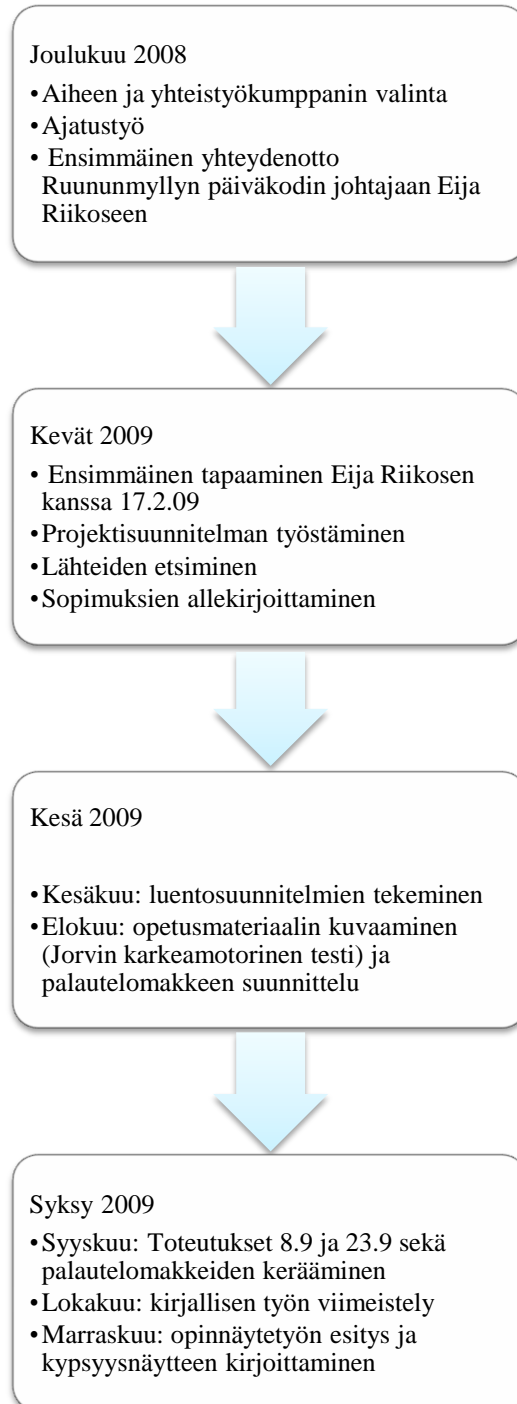 Joulukuu 2008
•Aiheen ja yhteistyökumppanin valinta
•Ajatustyö
• Ensimmäinen yhteydenotto
Ruununmyllyn päiväkodin johtajaan Eija
Riikoseen
Kevät 2009
• Ensimmäinen tapaaminen Eija Riikosen
kanssa 17.2.09
•Projektisuunnitelman työstäminen
•Lähteiden etsiminen
•Sopimuksien allekirjoittaminen
Kesä 2009
•Kesäkuu: luentosuunnitelmien tekeminen
•Elokuu: opetusmateriaalin kuvaaminen
(Jorvin karkeamotorinen testi) ja
palautelomakkeen suunnittelu
Syksy 2009
•Syyskuu: Toteutukset 8.9 ja 23.9 sekä
palautelomakkeiden kerääminen
•Lokakuu: kirjallisen työn viimeistely
•Marraskuu: opinnäytetyön esitys ja
kypsyysnäytteen kirjoittaminen